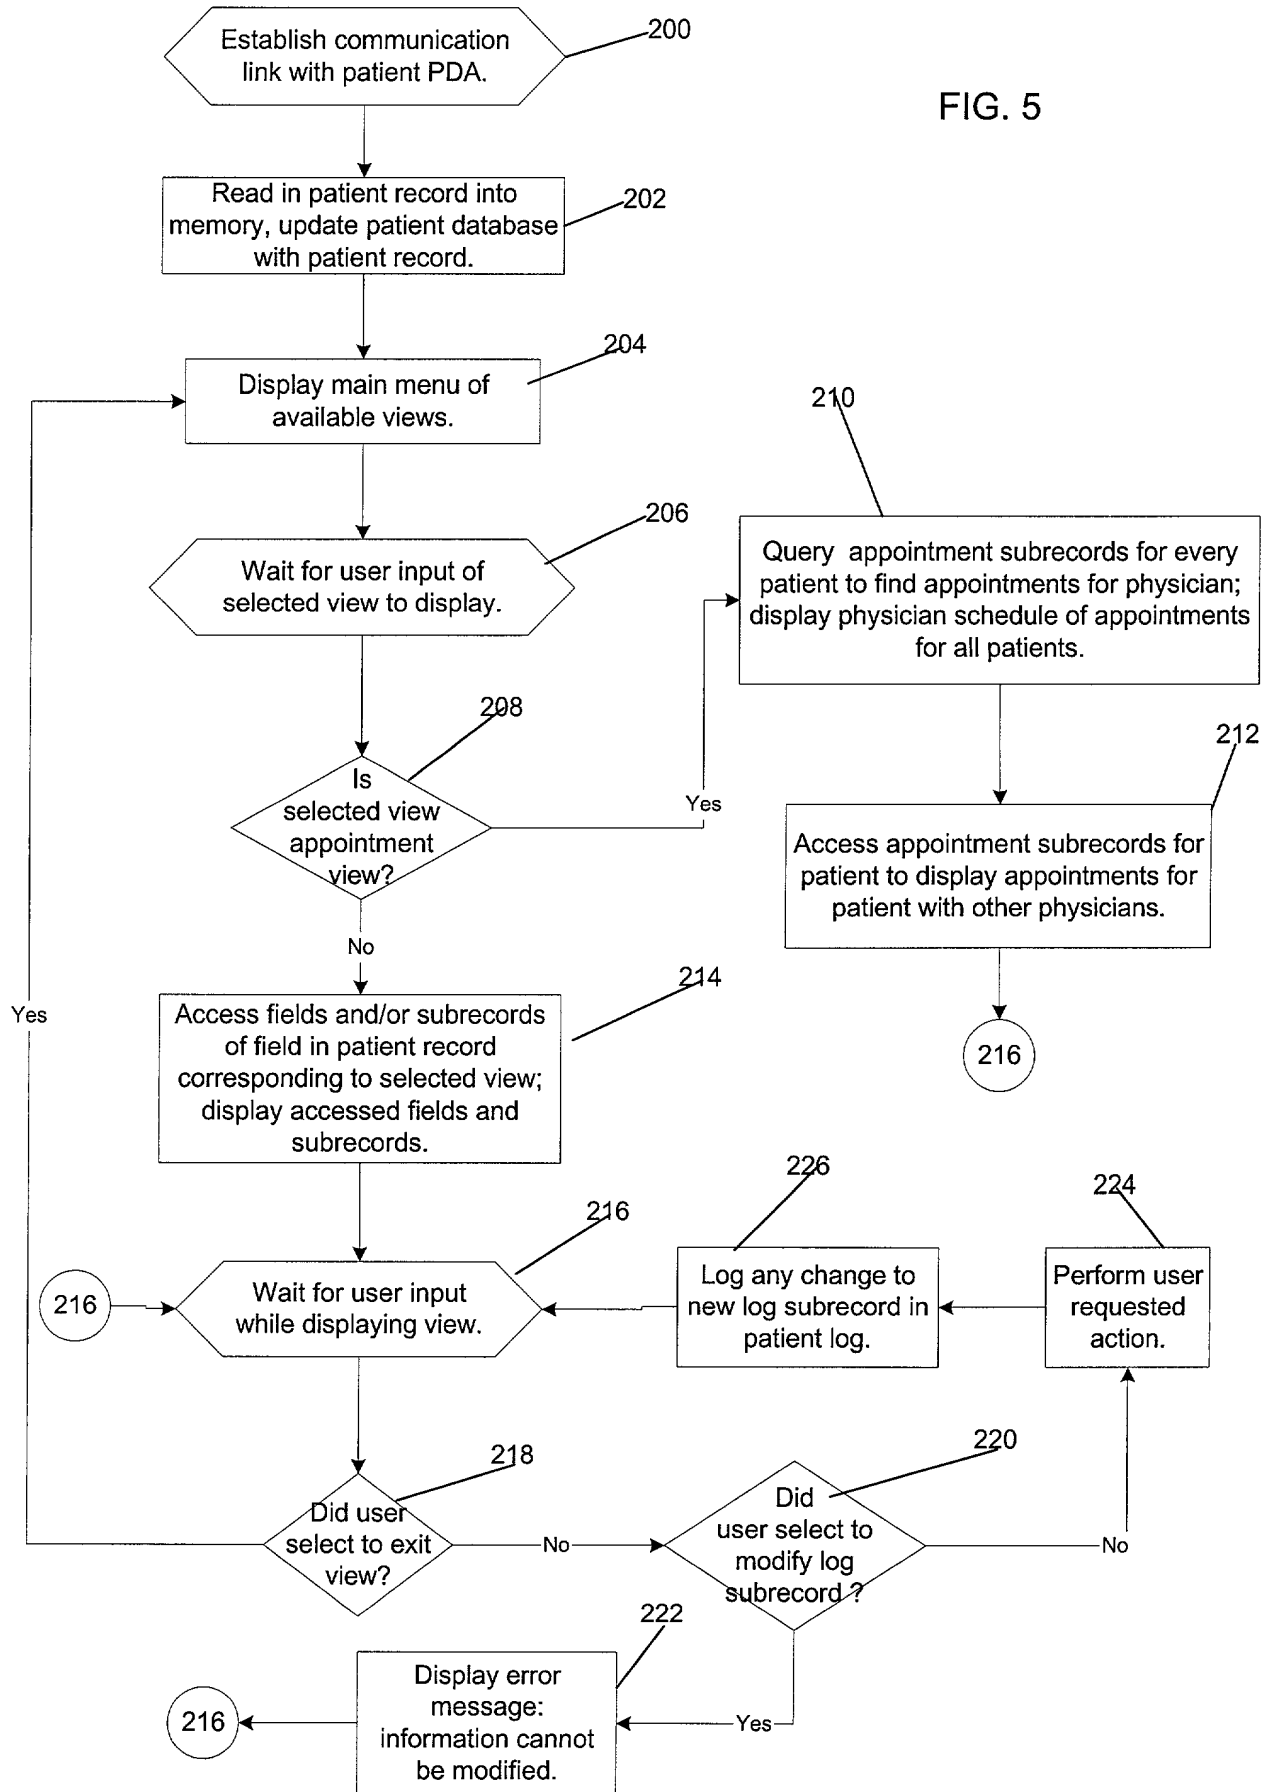 Establish communication
link with patient PDA.
200
FIG. 5
Read in patient record into
memory, update patient database
with patient record.
202
204
Display main menu of
available views.
210
206
Wait for user input of
selected view to display.
Query appointment subrecords for every
patient to find appointments for physician;
display physician schedule of appointments
for all patients.
208
Is
selected view
appointment
view?
Yes
212
Access appointment subrecords for
patient to display appointments for
patient with other physicians.
No
216
Yes
214
Access fields and/or subrecords
of field in patient record
corresponding to selected view;
display accessed fields and
subrecords.
226
224
216
216
Wait for user input
while displaying view.
Log any change to
new log subrecord in
patient log.
Perform user
requested
action.
218
Did user
select to exit
view?
No
220
Did
user select to
modify log
subrecord ?
No
222
Display error
message:
information cannot
be modified.
Yes
216